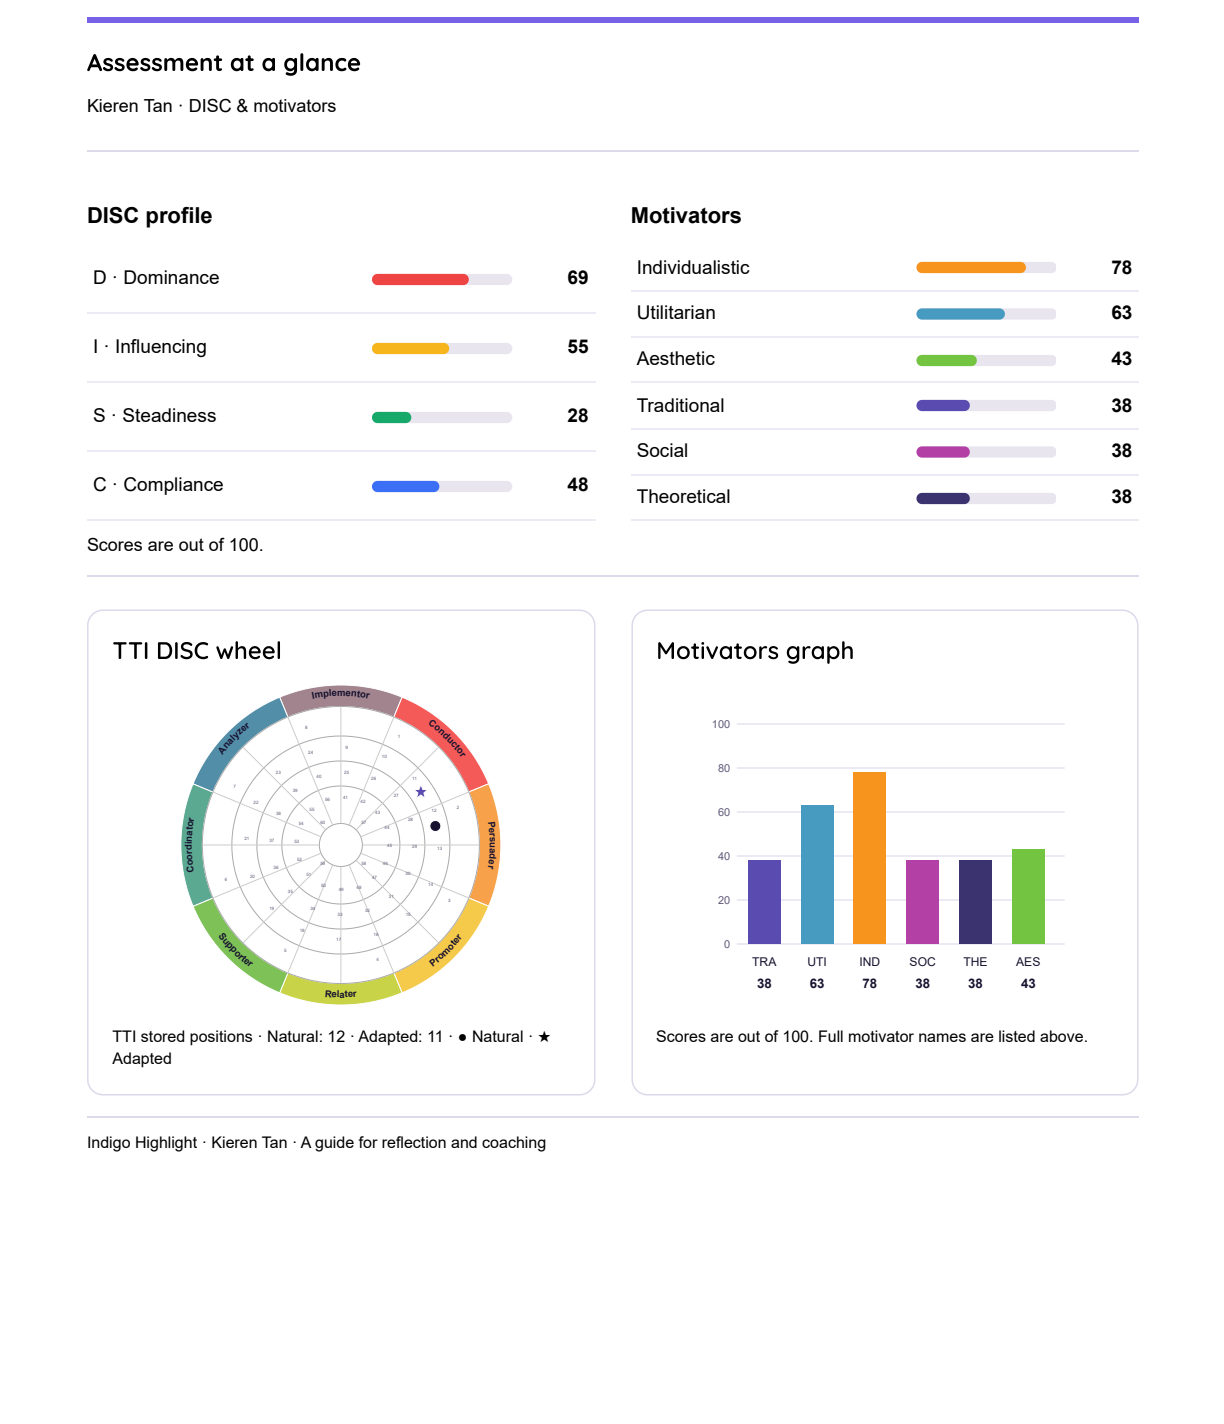 Assessment at a glance
Kieren Tan · DISC & motivators
DISC profile
D · Dominance 69
I · Influencing 55
S · Steadiness 28
C · Compliance 48
Scores are out of 100.
Motivators
Individualistic 78
Utilitarian 63
Aesthetic 43
Traditional 38
Social 38
Theoretical 38
TTI DISC wheel
Implementor
Conductor
Persuader
Promoter
Relater
Supporter
Coordinator
Analyzer
TTI stored positions · Natural: 12 · Adapted: 11 · ● Natural · ★
Adapted
Motivators graph
100
80
60
40
20
0
TRA UTI IND SOC THE AES
38 63 78 38 38 43
Scores are out of 100. Full motivator names are listed above.
Indigo Highlight · Kieren Tan · A guide for reflection and coaching